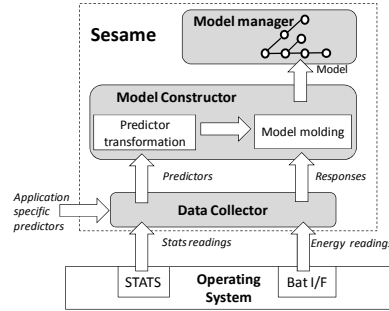 Sesame
Model manager
Model
Model Constructor
Predictor
transformation
Model molding
Predictors
Responses
Application
specific
predictors
Data Collector
Stats readings
Energy readings
STATS
Operating
System
Bat I/F